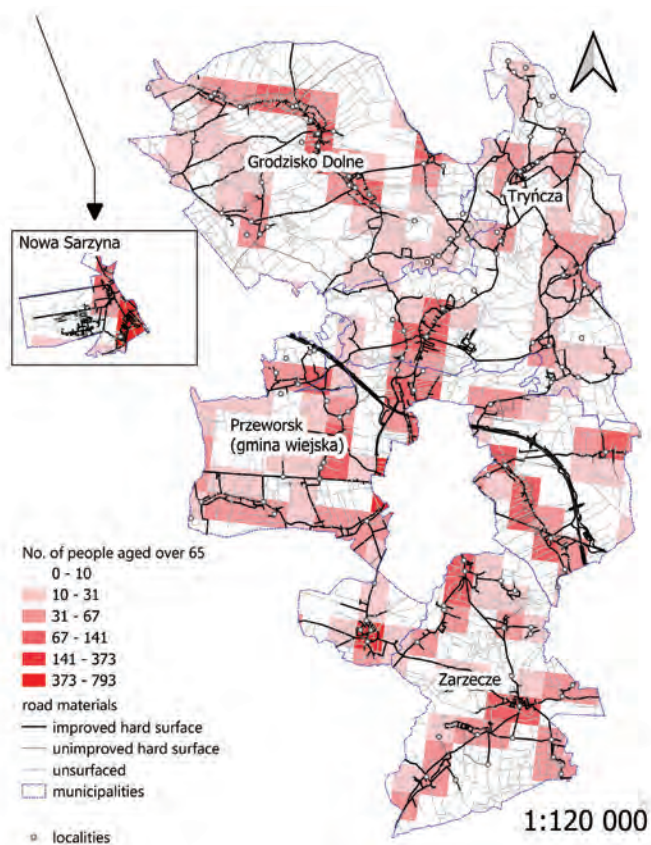 Grodzisko Dolne
Tryńcza
Nowa Sarzyna
Przeworsk
(gmina wiejska)
No. of people aged over 65
0 - 10
10 - 31
31 - 67
67 - 141
141 - 373
373 - 793
road materials
improved hard surface
unimproved hard surface
unsurfaced
municipalities
localities
Zarzecze
1:120 000